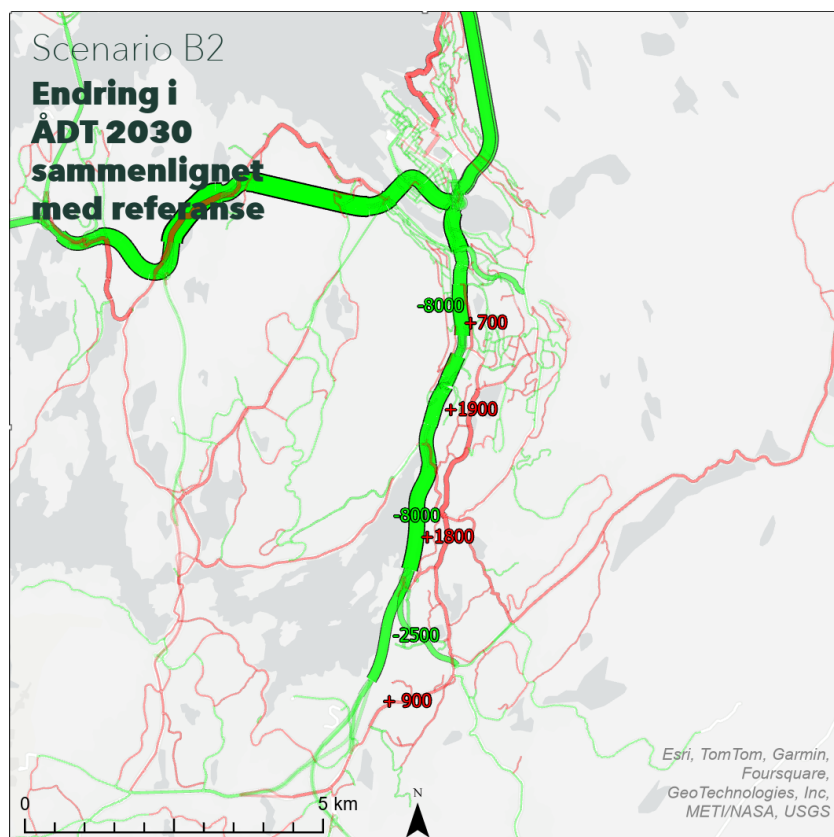 Scenario B2
Endring i
ÅDT 2030
sammenlignet
med referanse
-8000
+700
+1900
-8000
+1800
-2500
+ 900
Esri, TomTom, Garmin,
Foursquare,
GeoTechnologies, Inc,
METI/NASA, USGS
0 5 km
N